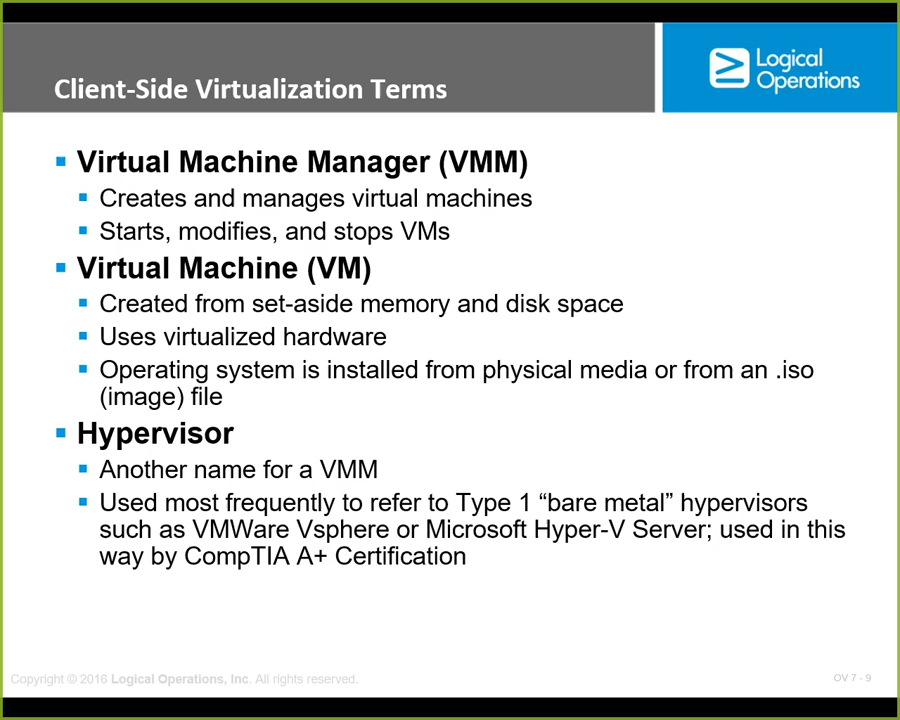 Client-Side Virtualization Terms
Logical
Operations
Virtual Machine Manager (VMM)
Creates and manages virtual machines
Starts, modifies, and stops VMs
Virtual Machine (VM)
Created from set-aside memory and disk space
Uses virtualized hardware
Operating system is installed from physical media or from an .iso
(image) file
Hypervisor
Another name for a VMM
Used most frequently to refer to Type 1 “bare metal” hypervisors
such as VMWare Vsphere or Microsoft Hyper-V Server; used in this
way by CompTIA A+ Certification
Copyright © 2016 Logical Operations, Inc. All rights reserved.
OV 7 - 9